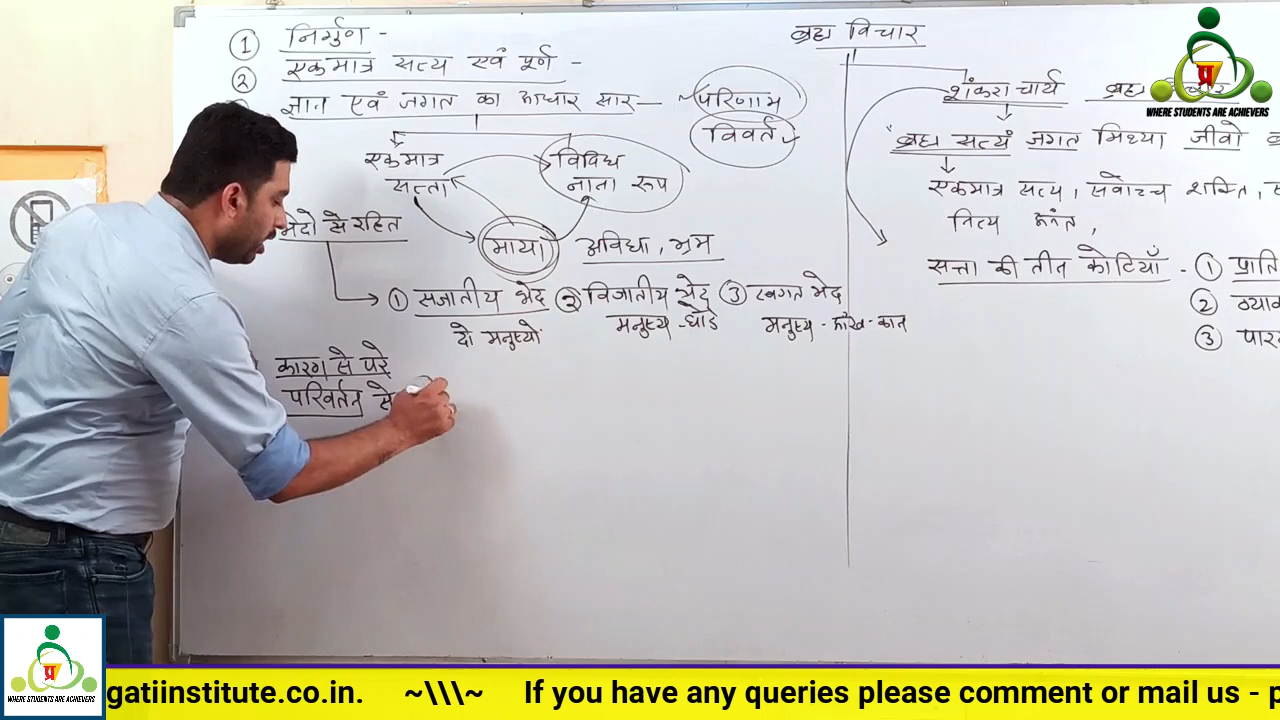 ब्रह्म विचार
① निर्गुण -
② एकमात्र सत्य एवं पूर्ण -
ज्ञान एवं जगत का आधार सार — ~परिणाम
विवर्त
एकमात्र सत्ता
विविध नाना रूप
माया
अविधा, भ्रम
भेदो से रहित
① सजातीय भेद ② विजातीय भेद ③ स्वगत भेद
दो मनुष्यो
मनुष्य - घोडे
मनुष्य - आंख - कान
कारण से परे
परिवर्तन से
शंकराचार्य
ब्रह्म सत्यं जगत मिथ्या जीवो
एकमात्र सत्य, सर्वोच्च शक्ति,
नित्य अनंत,
सत्ता की तीन कोटियाँ - ①
②
③
प्र
WHERE STUDENTS ARE ACHIEVERS
प्र
WHERE STUDENTS ARE ACHIEVERS
gatiinstitute.co.in. ~\\\~ If you have any queries please comment or mail us - p